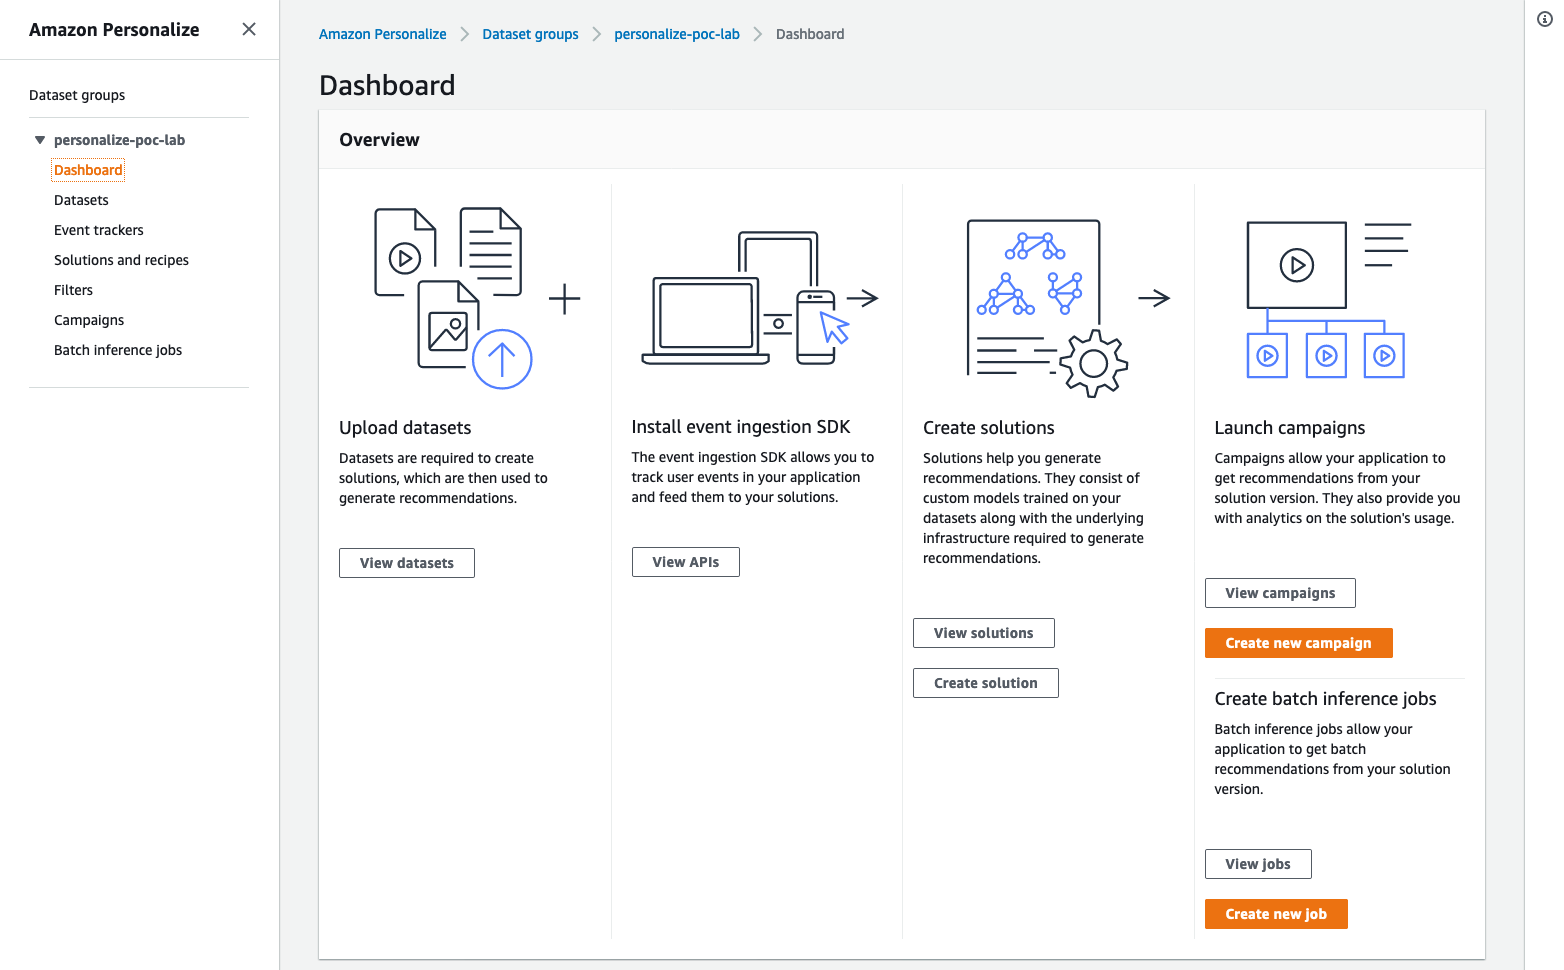 Amazon Personalize
Dataset groups
personalize-poc-lab
Dashboard
Datasets
Event trackers
Solutions and recipes
Filters
Campaigns
Batch inference jobs
Amazon Personalize > Dataset groups > personalize-poc-lab > Dashboard
Dashboard
Overview
Upload datasets
Datasets are required to create
solutions, which are then used to
generate recommendations.
View datasets
Install event ingestion SDK
The event ingestion SDK allows you to
track user events in your application
and feed them to your solutions.
View APIs
Create solutions
Solutions help you generate
recommendations. They consist of
custom models trained on your
datasets along with the underlying
infrastructure required to generate
recommendations.
View solutions
Create solution
Launch campaigns
Campaigns allow your application to
get recommendations from your
solution version. They also provide you
with analytics on the solution's usage.
View campaigns
Create new campaign
Create batch inference jobs
Batch inference jobs allow your
application to get batch
recommendations from your solution
version.
View jobs
Create new job